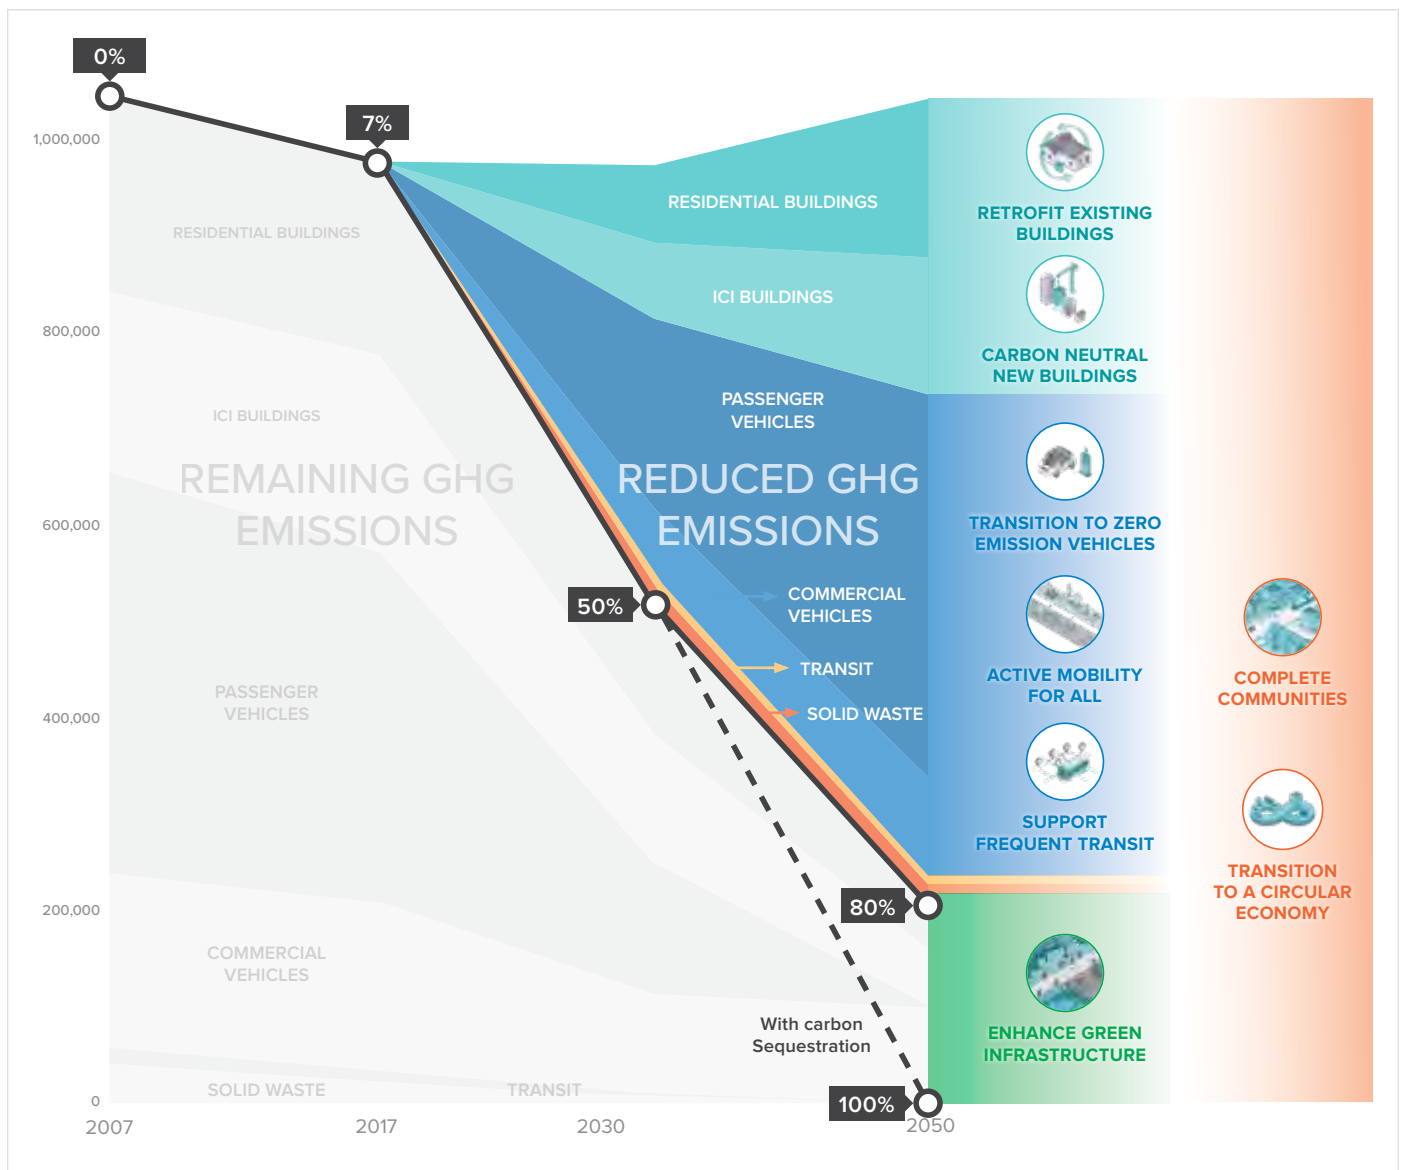 0%
7%
1,000,000
800,000
600,000
400,000
200,000
0
RESIDENTIAL BUILDINGS
ICI BUILDINGS
REMAINING GHG
EMISSIONS
PASSENGER
VEHICLES
COMMERCIAL
VEHICLES
SOLID WASTE
TRANSIT
RESIDENTIAL BUILDINGS
ICI BUILDINGS
PASSENGER
VEHICLES
REDUCED GHG
EMISSIONS
COMMERCIAL
VEHICLES
TRANSIT
SOLID WASTE
50%
80%
With carbon
Sequestration
100%
2007
2017
2030
2050
RETROFIT EXISTING
BUILDINGS
CARBON NEUTRAL
NEW BUILDINGS
TRANSITION TO ZERO
EMISSION VEHICLES
ACTIVE MOBILITY
FOR ALL
SUPPORT
FREQUENT TRANSIT
ENHANCE GREEN
INFRASTRUCTURE
COMPLETE
COMMUNITIES
TRANSITION
TO A CIRCULAR
ECONOMY